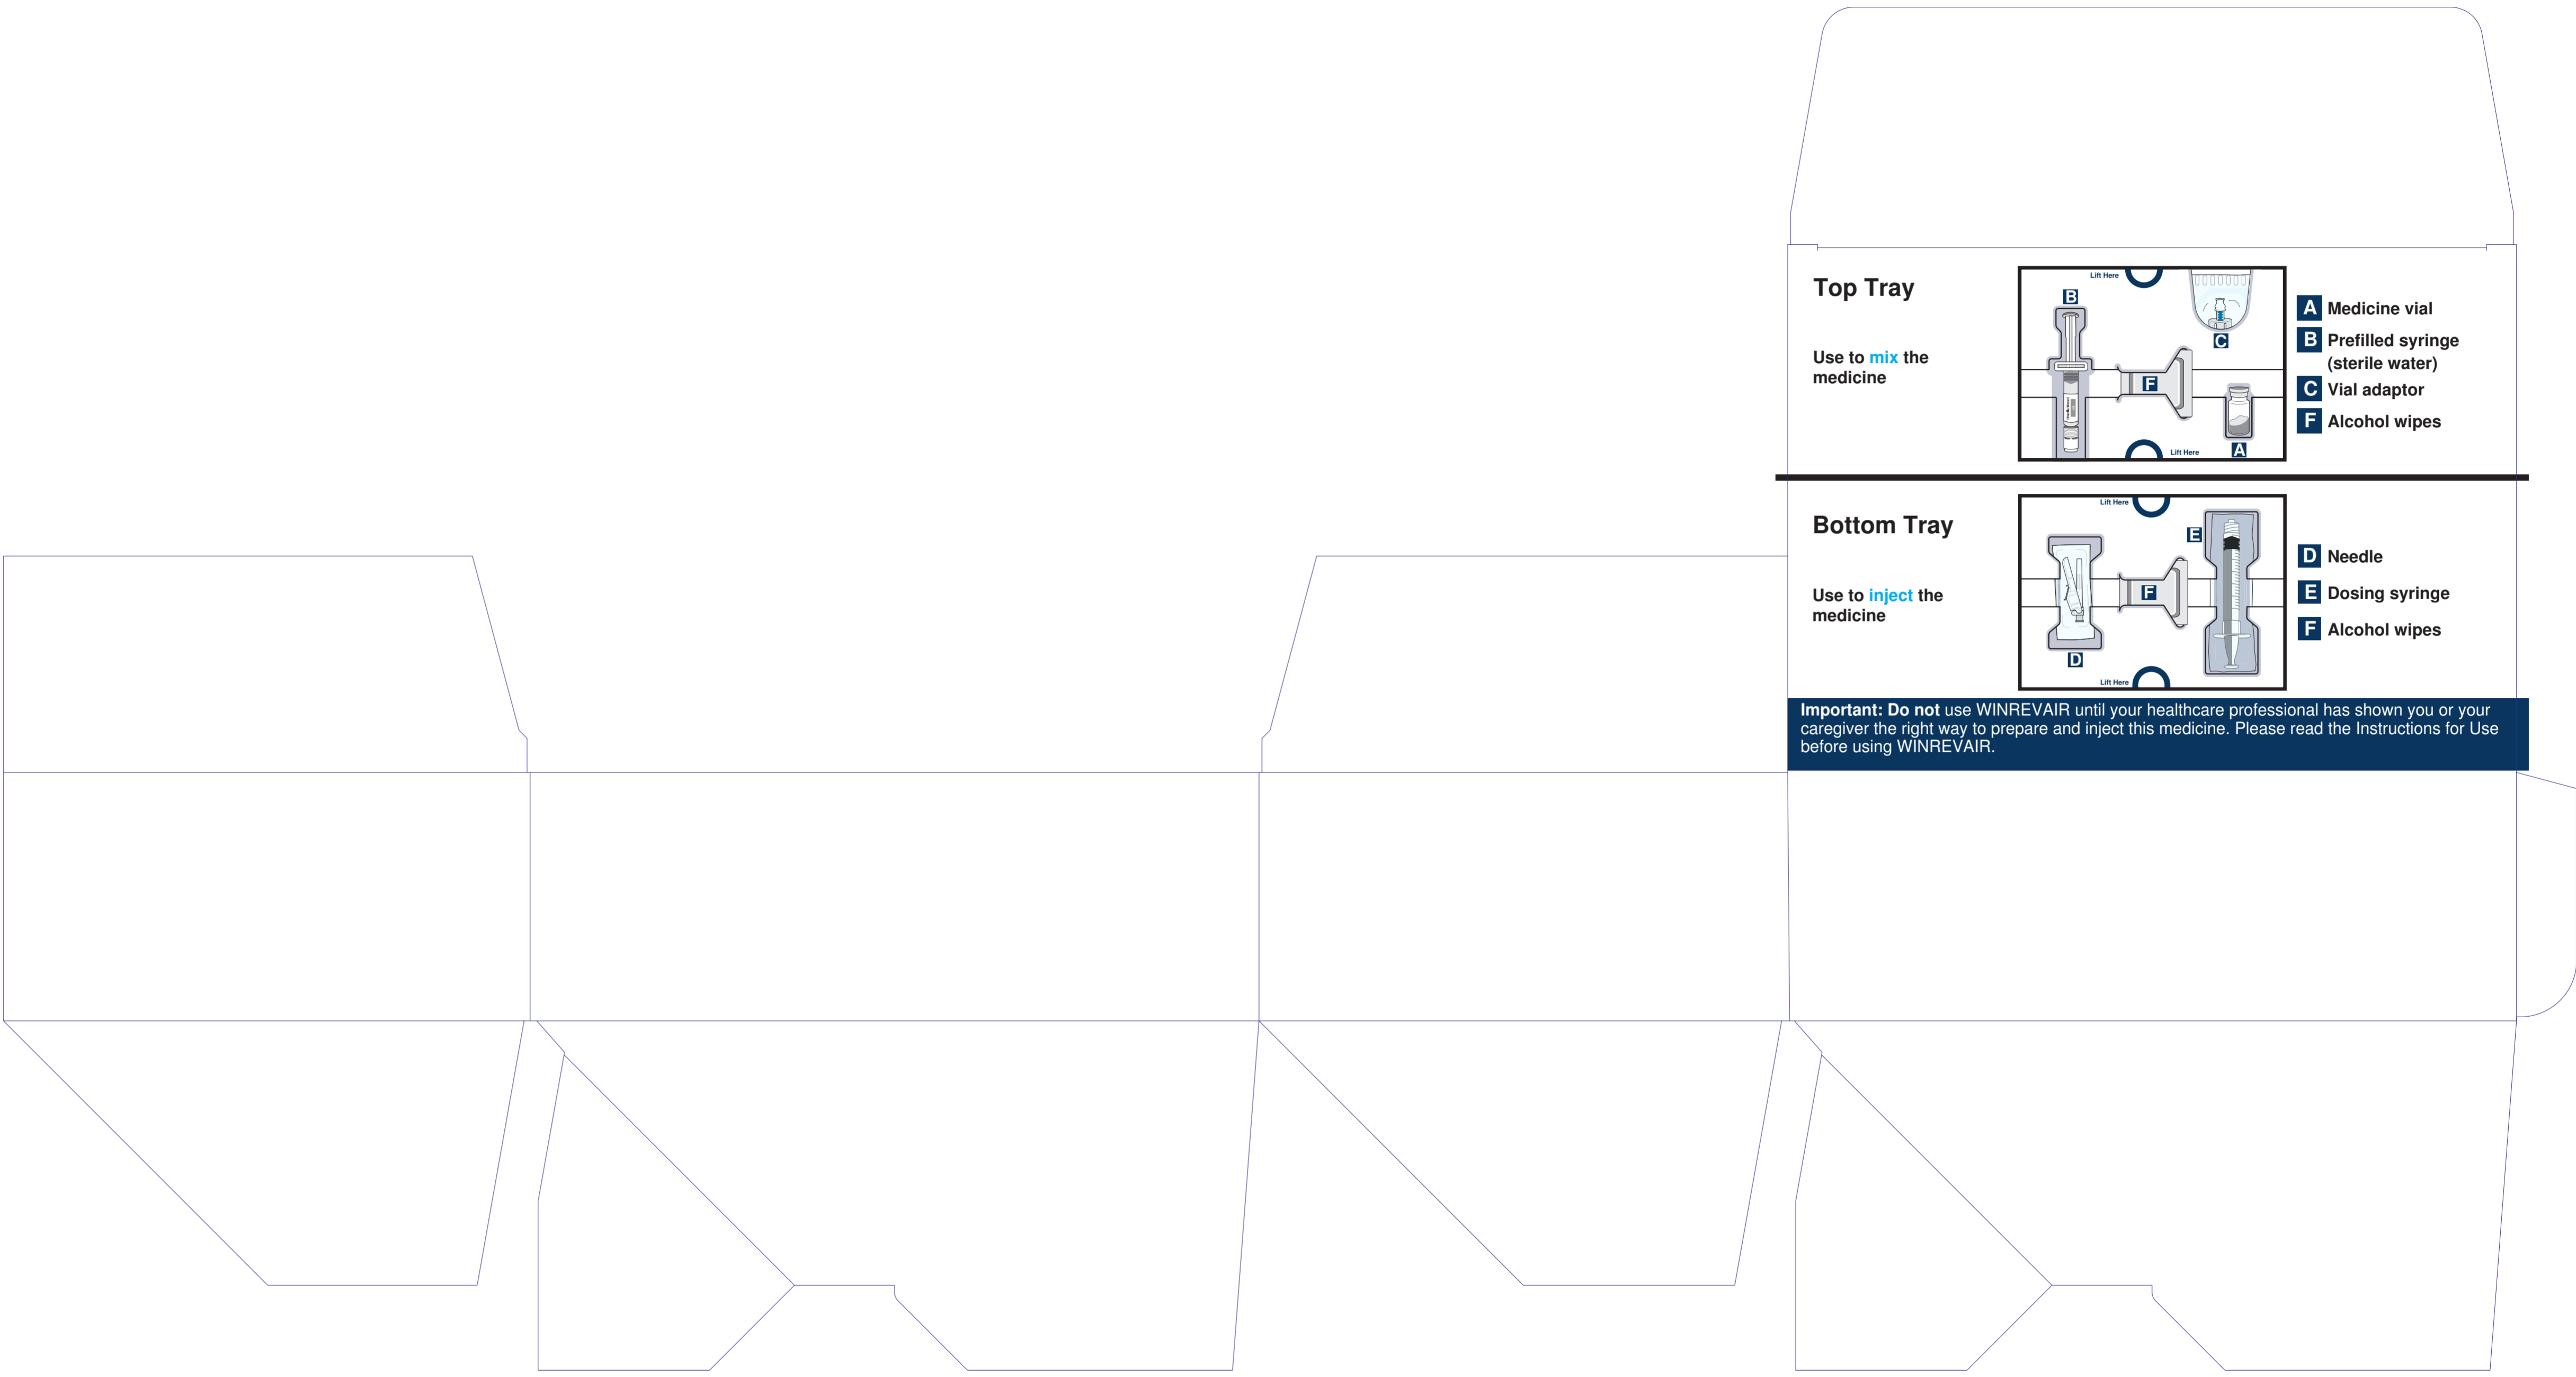 Top Tray
Use to mix the
medicine
Lift Here
B
C
F
Lift Here
A
A Medicine vial
B Prefilled syringe
(sterile water)
C Vial adaptor
F Alcohol wipes
Bottom Tray
Use to inject the
medicine
Lift Here
E
F
D
Lift Here
D Needle
E Dosing syringe
F Alcohol wipes
Important: Do not use WINREVAIR until your healthcare professional has shown you or your
caregiver the right way to prepare and inject this medicine. Please read the Instructions for Use
before using WINREVAIR.